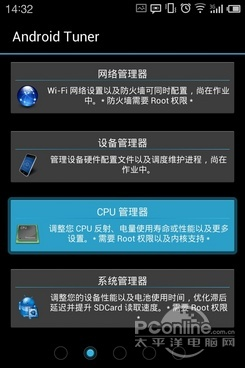 14:32
Android Tuner
网络管理器
Wi-Fi 网络设置以及防火墙可同时配置，尚在作业
中。* 防火墙需要 Root 权限 *
设备管理器
管理设备硬件配置文件以及调度维护进程，尚在
作业中。
CPU 管理器
调整您 CPU 反射、电量使用寿命或性能以及更多
设置。* 需要 Root 权限以及内核支持 *
系统管理器
调整您的设备性能以及电池使用时间，优化滞后
延迟并提升 SDCard 读取速度。* 需要 Root 权
限 *
PConline
.com.cn
太平洋电脑网